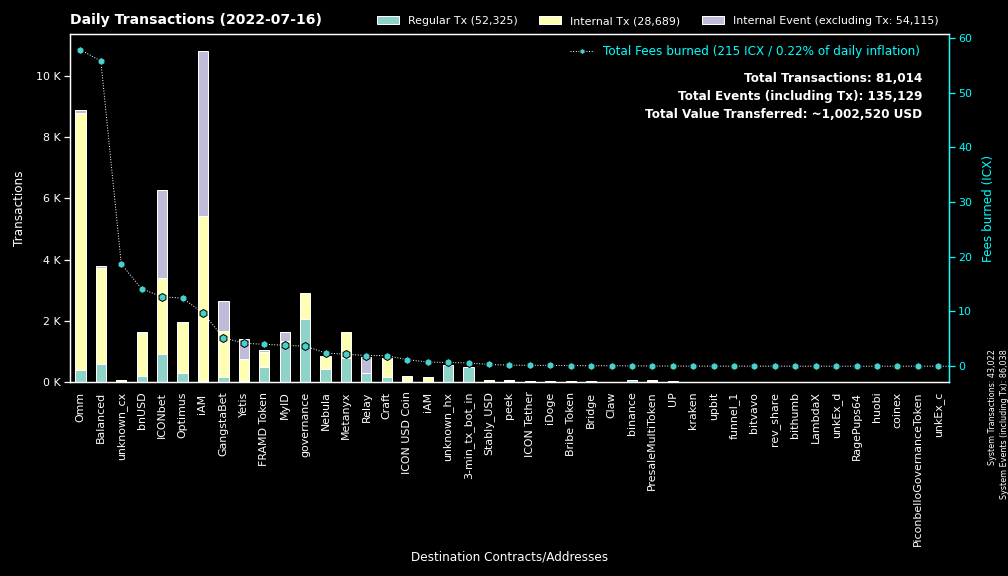 Daily Transactions (2022-07-16)
Regular Tx (52,325)
Internal Tx (28,689)
Internal Event (excluding Tx: 54,115)
Total Fees burned (215 ICX / 0.22% of daily inflation)
Total Transactions: 81,014
Total Events (including Tx): 135,129
Total Value Transferred: ~1,002,520 USD
Transactions
10 K
8 K
6 K
4 K
2 K
0 K
60
50
40
30
20
10
0
Fees burned (ICX)
Omm
Balanced
unknown_cx
bnUSD
ICONbet
Optimus
iAM
GangstaBet
Yetis
FRAMD Token
MyID
governance
Nebula
Metanyx
Relay
Craft
ICON USD Coin
iAM
unknown_hx
3-min_tx_bot_in
Stably_USD
peek
ICON Tether
iDoge
Bribe Token
Bridge
Claw
binance
PresaleMultiToken
UP
kraken
upbit
funnel_1
bitvavo
rev_share
bithumb
LambdaX
unkEx_d
RagePups64
huobi
coinex
PiconbelloGovernanceToken
unkEx_c
Destination Contracts/Addresses
System Transactions: 43,022
System Events (including Tx): 86,038